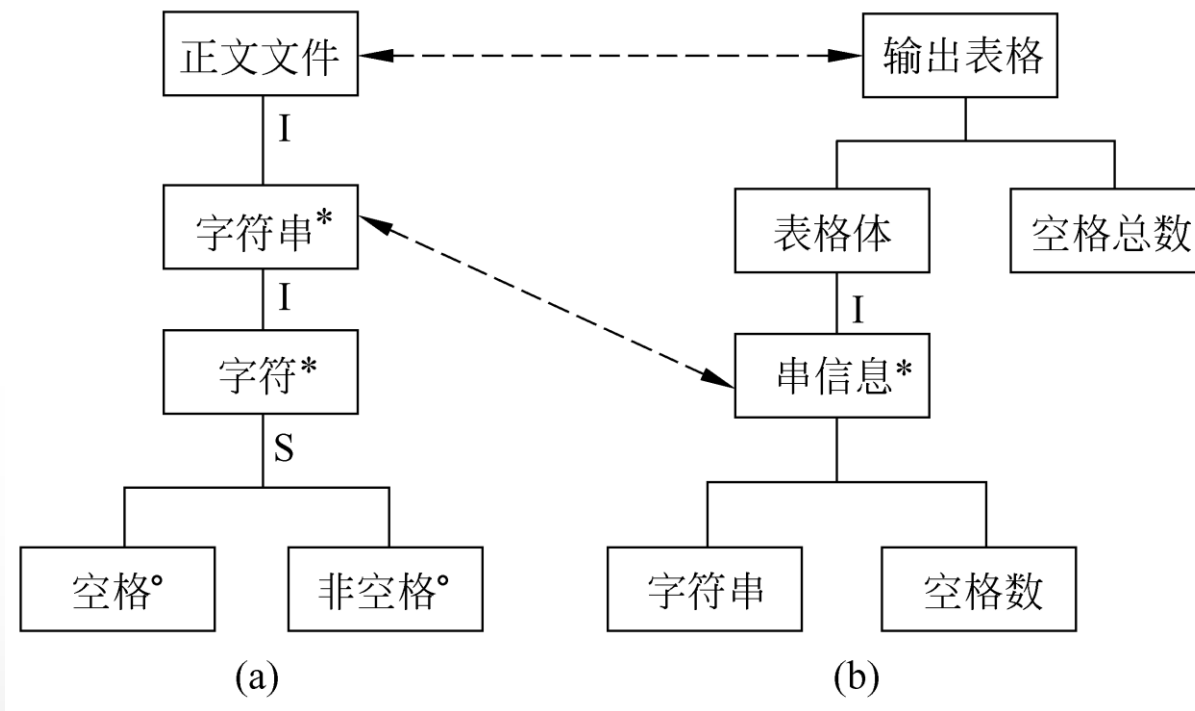 正文文件
输出表格
I
字符串*
表格体
空格总数
I
I
字符*
串信息*
S
空格°
非空格°
字符串
空格数
(a)
(b)